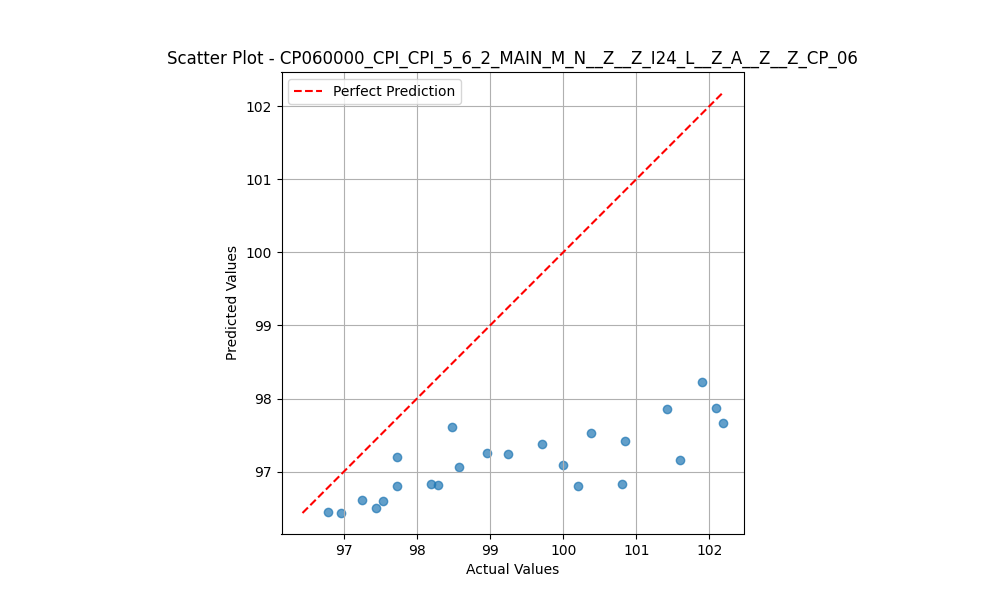 Scatter Plot - CP060000_CPI_CPI_5_6_2_MAIN_M_N__Z__Z_I24_L__Z_A__Z__Z_CP_06
Perfect Prediction
102
101
100
99
98
97
Predicted Values
97 98 99 100 101 102
Actual Values